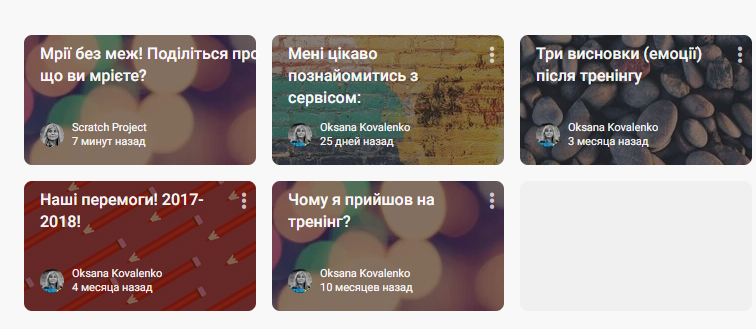 Мрії без меж! Поділіться про
що ви мрієте?
Scratch Project
7 минут назад
Мені цікаво
познайомитись з
сервісом:
Oksana Kovalenko
25 дней назад
Три висновки (емоції)
після тренінгу
Oksana Kovalenko
3 месяца назад
Наші перемоги! 2017-
2018!
Oksana Kovalenko
4 месяца назад
Чому я прийшов на
тренінг?
Oksana Kovalenko
10 месяцев назад